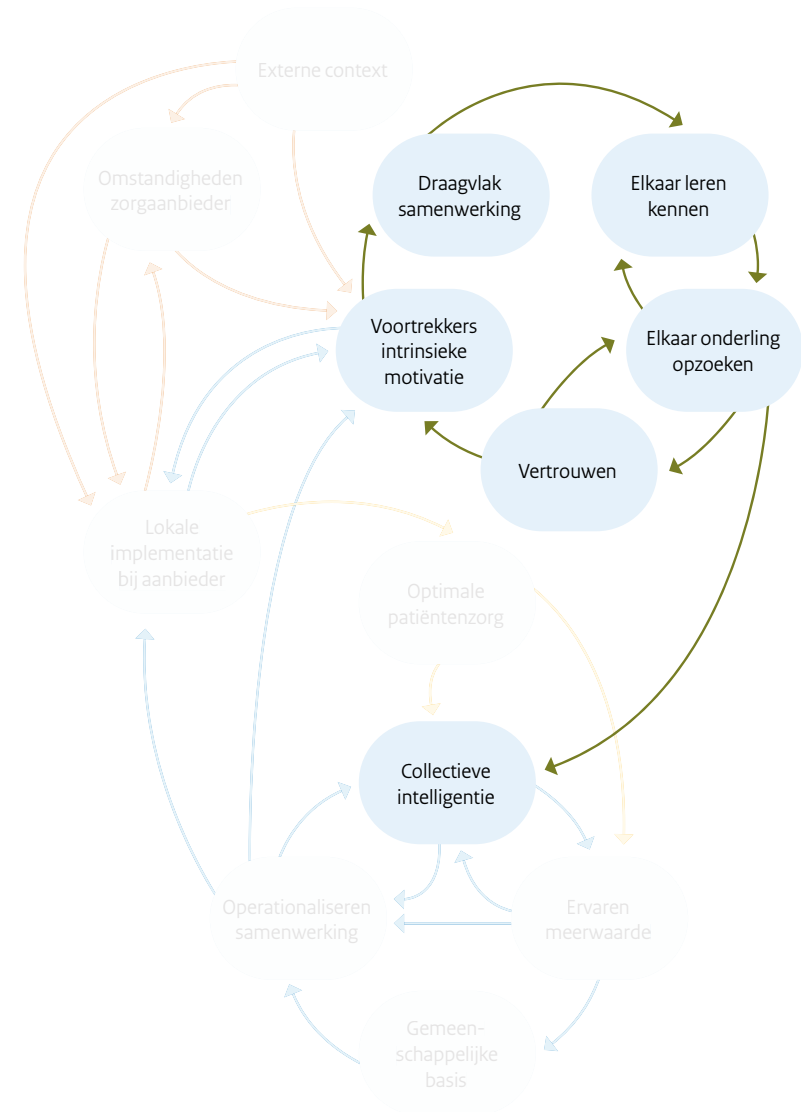 Externe context
Omstandigheden
zorgaanbieder
Draagvlak
samenwerking
Elkaar leren
kennen
Voortrekkers
intrinsieke
motivatie
Elkaar onderling
opzoeken
Vertrouwen
Lokale
implementatie
bij aanbieder
Optimale
patiëntenzorg
Collectieve
intelligentie
Operationaliseren
samenwerking
Ervaren
meerwaarde
Gemeen-
schappelijke
basis